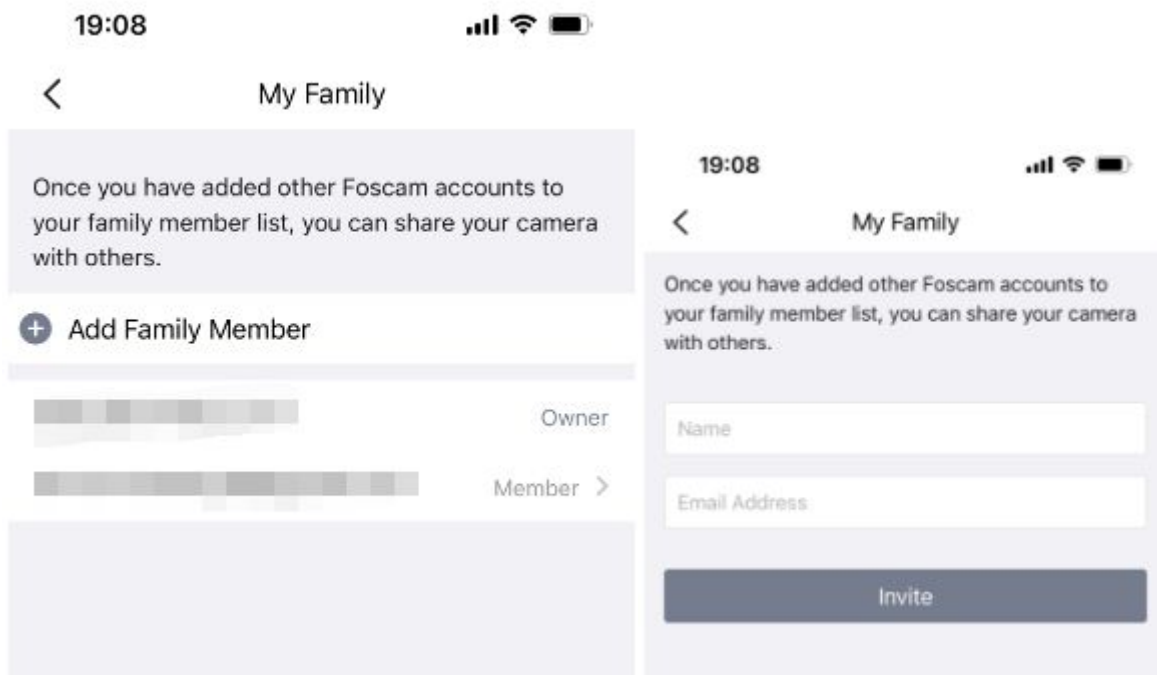 19:08
My Family
Once you have added other Foscam accounts to
your family member list, you can share your camera
with others.
Add Family Member
Owner
Member
19:08
My Family
Once you have added other Foscam accounts to
your family member list, you can share your camera
with others.
Name
Email Address
Invite